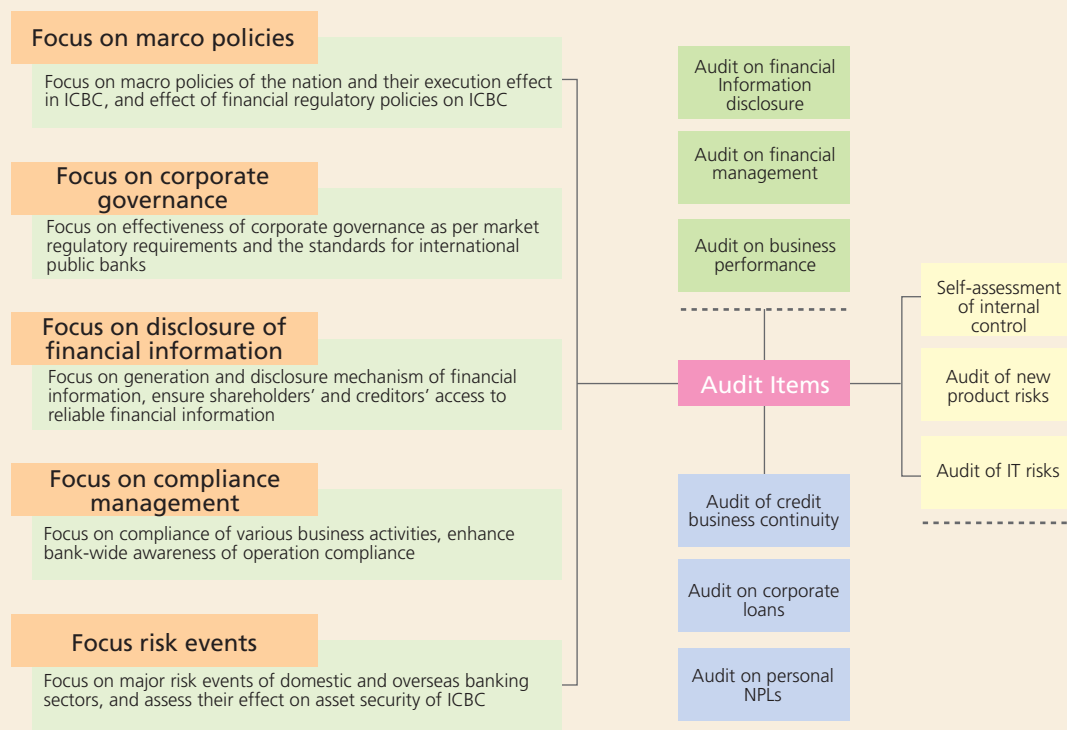 Focus on marco policies
Focus on macro policies of the nation and their execution effect
in ICBC, and effect of financial regulatory policies on ICBC
Focus on corporate
governance
Focus on effectiveness of corporate governance as per market
regulatory requirements and the standards for international
public banks
Focus on disclosure of
financial information
Focus on generation and disclosure mechanism of financial
information, ensure shareholders’ and creditors’ access to
reliable financial information
Focus on compliance
management
Focus on compliance of various business activities, enhance
bank-wide awareness of operation compliance
Focus risk events
Focus on major risk events of domestic and overseas banking
sectors, and assess their effect on asset security of ICBC
Audit on financial
Information
disclosure
Audit on financial
management
Audit on business
performance
Audit Items
Audit of credit
business continuity
Audit on corporate
loans
Audit on personal
NPLs
Self-assessment
of internal
control
Audit of new
product risks
Audit of IT risks